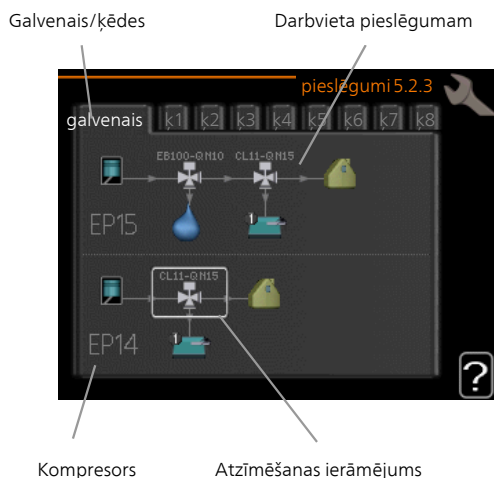 Galvenais/ķēdes
Darbvieta pieslēgumam
pieslēgumi 5.2.3
galvenais ķ1 ķ2 ķ3 ķ4 ķ5 ķ6 ķ7 ķ8
EB100-QN10 CL11-QN15
1
EP15
CL11-QN15
1
EP14
?
Kompresors
Atzīmēšanas ierāmējums